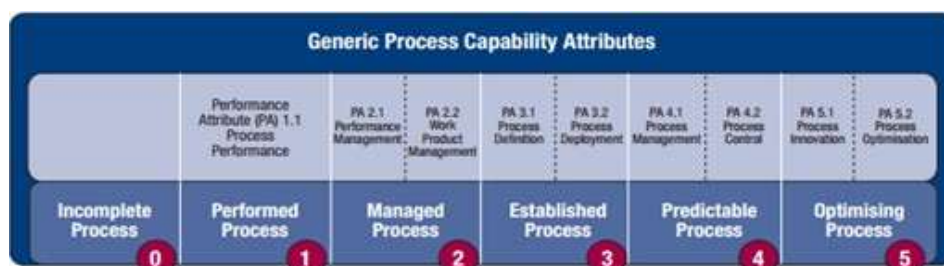 Generic Process Capability Attributes
Performance
Attribute (PA) 1.1
Process
Performance
PA 2.1
Performance
Management
PA 2.2
Work
Product
Management
PA 3.1
Process
Definition
PA 3.2
Process
Deployment
PA 4.1
Process
Management
PA 4.2
Process
Control
PA 5.1
Process
Innovation
PA 5.2
Process
Optimisation
Incomplete
Process
0
Performed
Process
1
Managed
Process
2
Established
Process
3
Predictable
Process
4
Optimising
Process
5